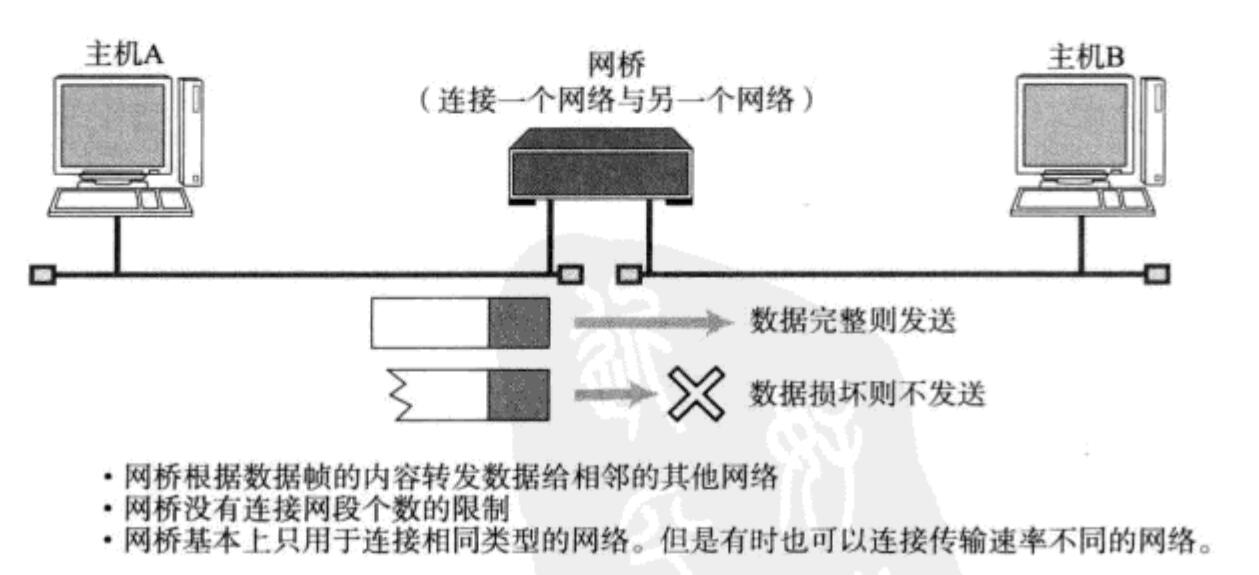 主机A
网桥
（连接一个网络与另一个网络）
主机B
数据完整则发送
数据损坏则不发送
・网桥根据数据帧的内容转发数据给相邻的其他网络
・网桥没有连接网段个数的限制
・网桥基本上只用于连接相同类型的网络。但是有时也可以连接传输速率不同的网络。